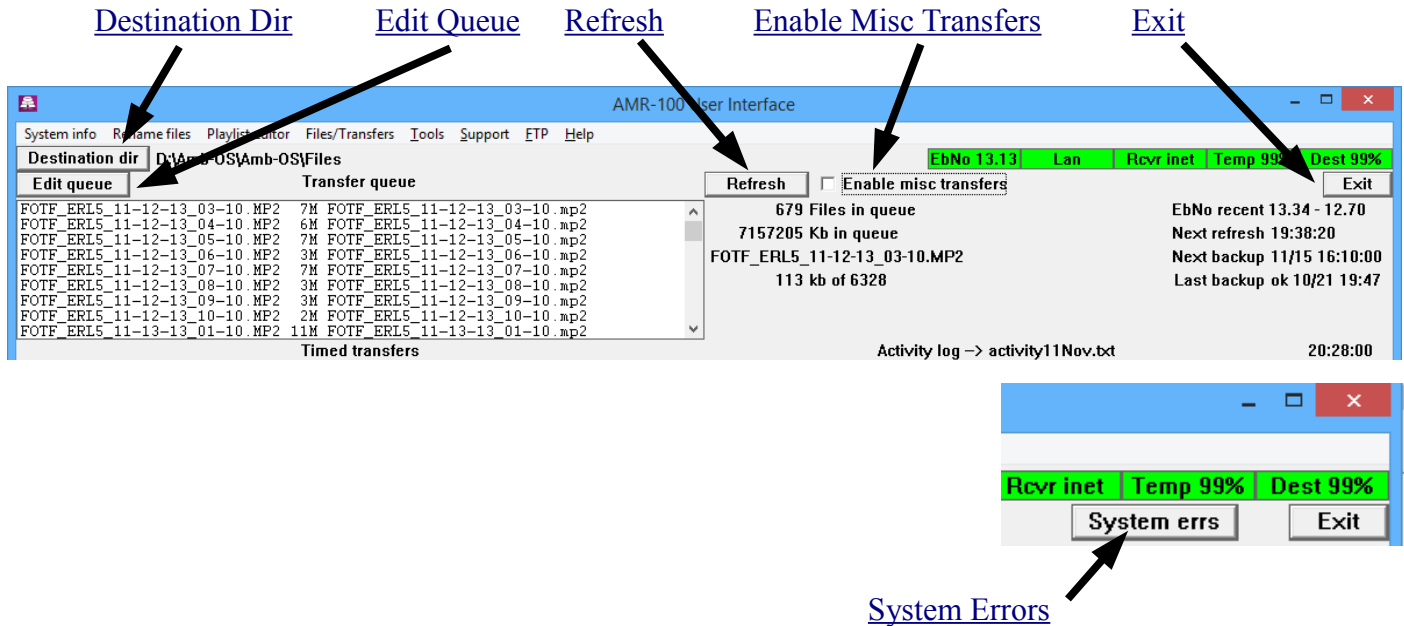 Destination Dir Edit Queue Refresh Enable Misc Transfers Exit
AMR-100 User Interface
System info Rename files Playlist editor Files/Transfers Tools Support FTP Help
Destination dir D:\Amb-OS\Amb-OS\Files EbNo 13.13 Lan Rcvr inet Temp 99% Dest 99%
Edit queue Transfer queue Refresh Enable misc transfers Exit
FOTF_ERL5_11-12-13_03-10.MP2 7M FOTF_ERL5_11-12-13_03-10.mp2 679 Files in queue EbNo recent 13.34 - 12.70
FOTF_ERL5_11-12-13_04-10.MP2 6M FOTF_ERL5_11-12-13_04-10.mp2
FOTF_ERL5_11-12-13_05-10.MP2 7M FOTF_ERL5_11-12-13_05-10.mp2 7157205 Kb in queue Next refresh 19:38:20
FOTF_ERL5_11-12-13_06-10.MP2 3M FOTF_ERL5_11-12-13_06-10.mp2
FOTF_ERL5_11-12-13_07-10.MP2 7M FOTF_ERL5_11-12-13_07-10.mp2 FOTF_ERL5_11-12-13_03-10.MP2 Next backup 11/15 16:10:00
FOTF_ERL5_11-12-13_08-10.MP2 3M FOTF_ERL5_11-12-13_08-10.mp2 113 kb of 6328 Last backup ok 10/21 19:47
FOTF_ERL5_11-12-13_09-10.MP2 3M FOTF_ERL5_11-12-13_09-10.mp2
FOTF_ERL5_11-12-13_10-10.MP2 2M FOTF_ERL5_11-12-13_10-10.mp2
FOTF_ERL5_11-13-13_01-10.MP2 11M FOTF_ERL5_11-13-13_01-10.mp2
Timed transfers Activity log -> activity11Nov.txt 20:28:00
Rcvr inet Temp 99% Dest 99%
System errs Exit
System Errors